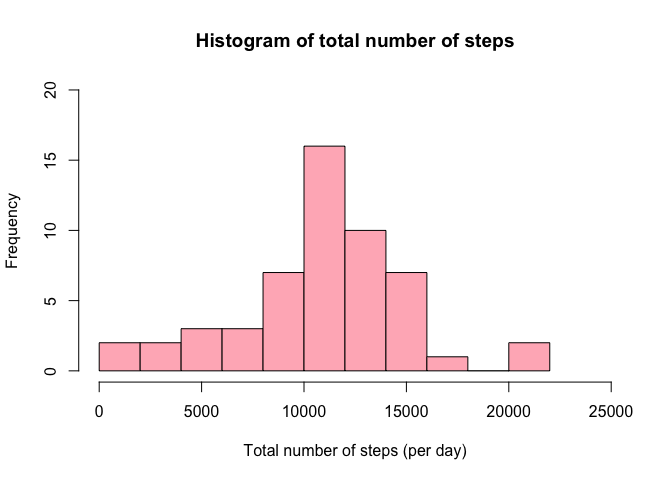 Histogram of total number of steps
Frequency
20
15
10
5
0
0 5000 10000 15000 20000 25000
Total number of steps (per day)